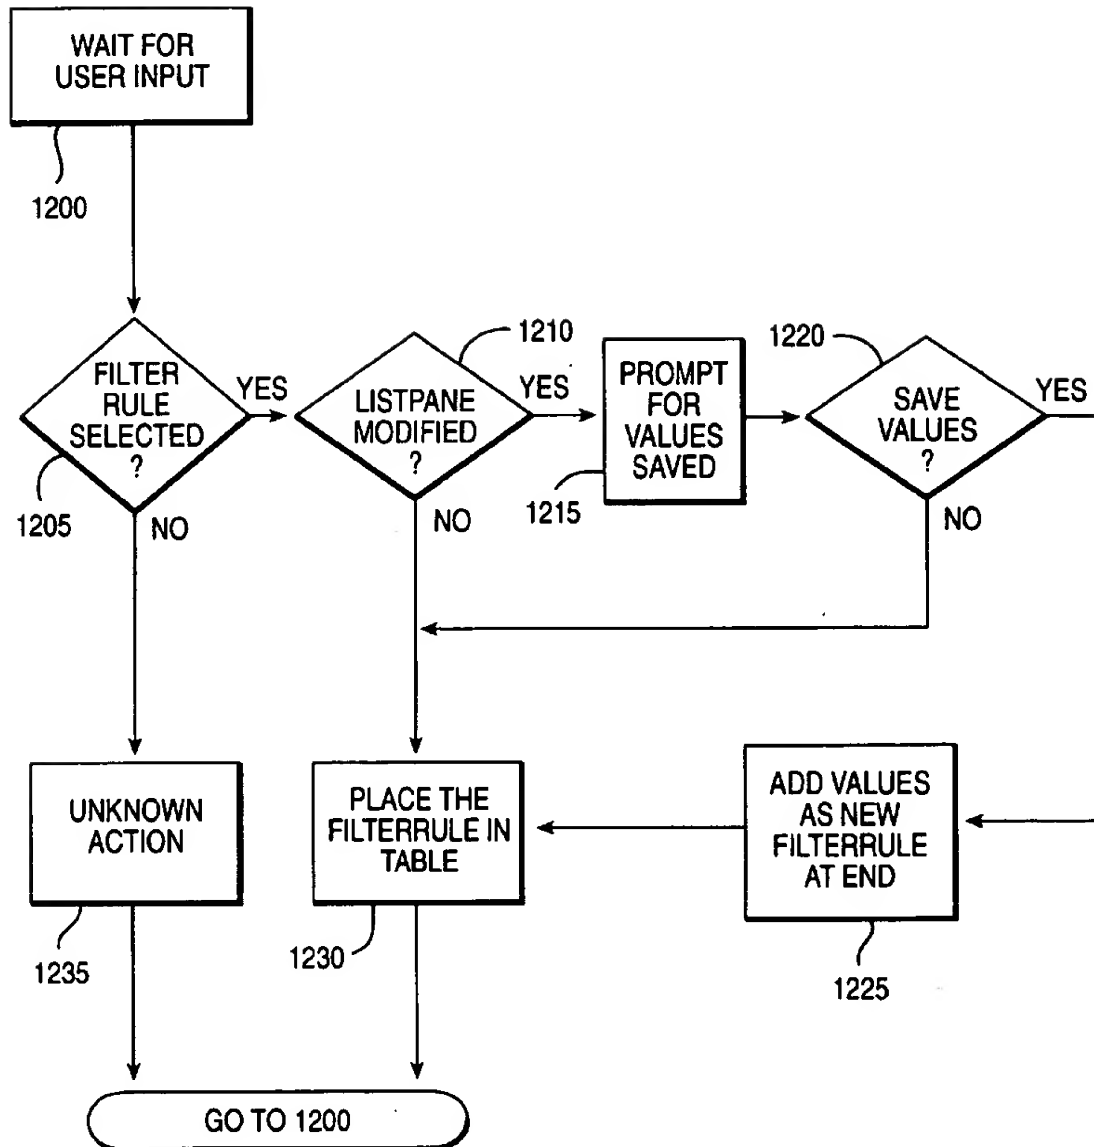 WAIT FOR
USER INPUT
1200
FILTER
RULE
SELECTED
?
YES
1205
NO
1210
LISTPANE
MODIFIED
?
YES
NO
PROMPT
FOR
VALUES
SAVED
1215
1220
SAVE
VALUES
?
YES
NO
UNKNOWN
ACTION
1235
PLACE THE
FILTERRULE IN
TABLE
1230
ADD VALUES
AS NEW
FILTERRULE
AT END
1225
GO TO 1200